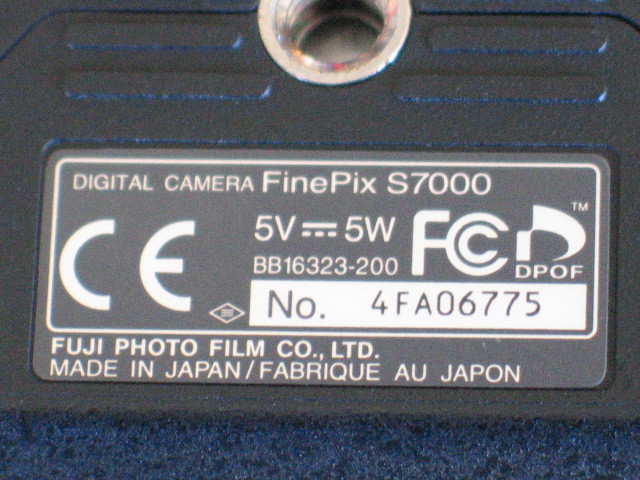 DIGITAL CAMERA FinePix S7000
CE
5V ⎓ 5W
BB16323-200
FC
TM
DPOF
No. 4FA06775
FUJI PHOTO FILM CO., LTD.
MADE IN JAPAN/FABRIQUE AU JAPON